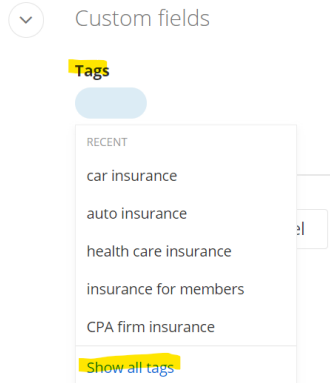 Custom fields
Tags
RECENT
car insurance
auto insurance
health care insurance
insurance for members
CPA firm insurance
Show all tags